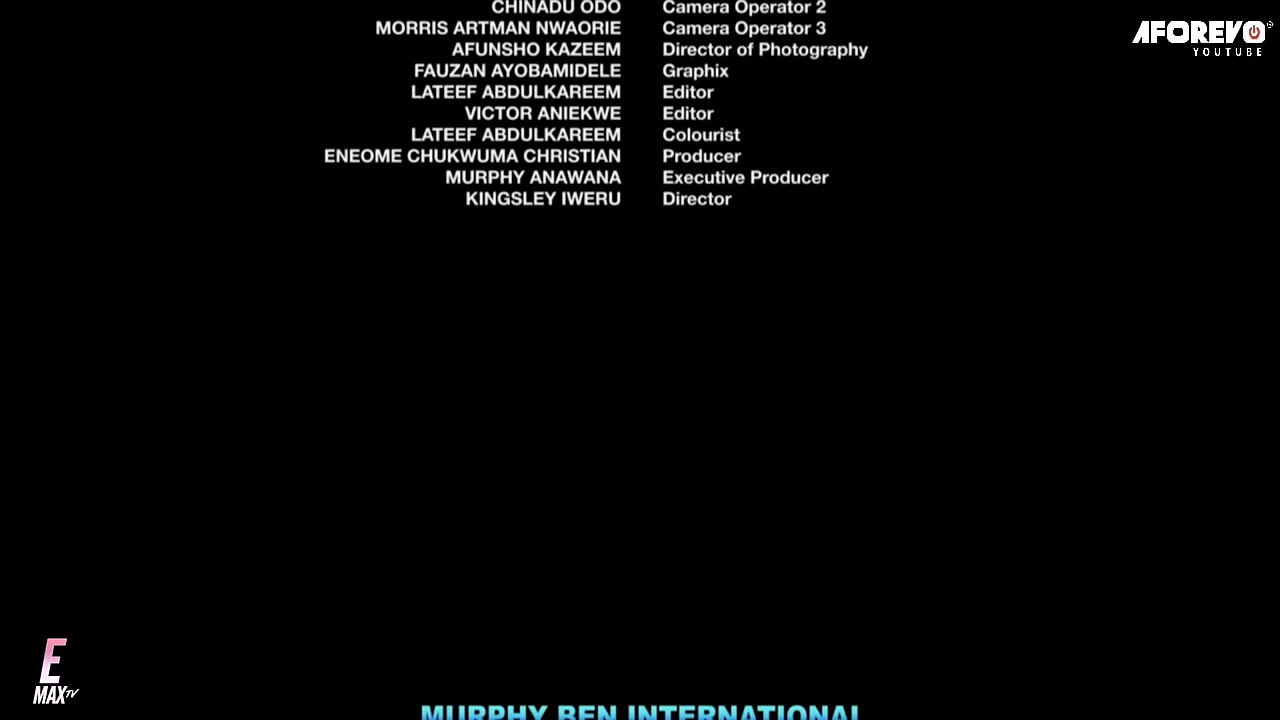 CHINADU ODO Camera Operator 2
MORRIS ARTMAN NWAORIE Camera Operator 3
AFUNSHO KAZEEM Director of Photography
FAUZAN AYOBAMIDELE Graphix
LATEEF ABDULKAREEM Editor
VICTOR ANIEKWE Editor
LATEEF ABDULKAREEM Colourist
ENEOME CHUKWUMA CHRISTIAN Producer
MURPHY ANAWANA Executive Producer
KINGSLEY IWERU Director
AFOREVO
YOUTUBE
E
MAXTV
MURPHY BEN INTERNATIONAL